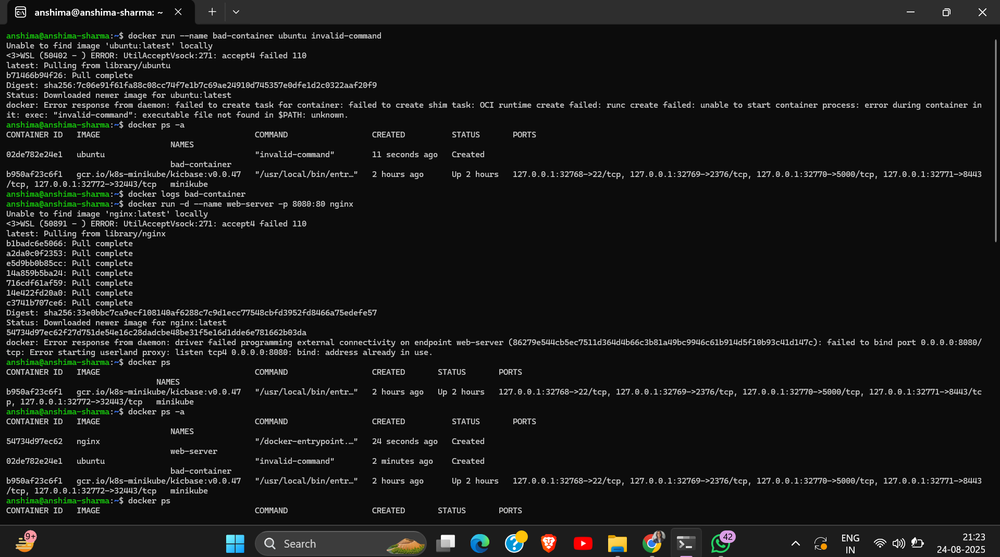 anshima@anshima-sharma: ~
anshima@anshima-sharma:~$ docker run --name bad-container ubuntu invalid-command
Unable to find image 'ubuntu:latest' locally
<3>WSL (50402 - ) ERROR: UtilAcceptVsock:271: accept4 failed 110
latest: Pulling from library/ubuntu
b71466b94f26: Pull complete
Digest: sha256:7c06e91f61fa88c08cc74f7e1b7c69ae24910d745357e0dfe1d2c0322aaf20f9
Status: Downloaded newer image for ubuntu:latest
docker: Error response from daemon: failed to create task for container: failed to create shim task: OCI runtime create failed: runc create failed: unable to start container process: error during container in
it: exec: "invalid-command": executable file not found in $PATH: unknown.
anshima@anshima-sharma:~$ docker ps -a
CONTAINER ID   IMAGE                                 COMMAND                  CREATED          STATUS       PORTS
                                   NAMES
02de782e24e1   ubuntu                                "invalid-command"        11 seconds ago   Created
                                   bad-container
b950af23c6f1   gcr.io/k8s-minikube/kicbase:v0.0.47   "/usr/local/bin/entr…"   2 hours ago      Up 2 hours   127.0.0.1:32768->22/tcp, 127.0.0.1:32769->2376/tcp, 127.0.0.1:32770->5000/tcp, 127.0.0.1:32771->8443
/tcp, 127.0.0.1:32772->32443/tcp   minikube
anshima@anshima-sharma:~$ docker logs bad-container
anshima@anshima-sharma:~$ docker run -d --name web-server -p 8080:80 nginx
Unable to find image 'nginx:latest' locally
<3>WSL (50891 - ) ERROR: UtilAcceptVsock:271: accept4 failed 110
latest: Pulling from library/nginx
b1badc6e5066: Pull complete
a2da0c0f2353: Pull complete
e5d9bb0b85cc: Pull complete
14a859b5ba24: Pull complete
716cdf61af59: Pull complete
14e422fd20a0: Pull complete
c3741b707ce6: Pull complete
Digest: sha256:33e0bbc7ca9ecf108140af6288c7c9d1ecc77548cbfd3952fd8466a75edefe57
Status: Downloaded newer image for nginx:latest
54734d97ec62f27d751de54e16c28dadcbe48be31f5e16d1dde6e781662b03da
docker: Error response from daemon: driver failed programming external connectivity on endpoint web-server (86279e544cb5ec7511d364d4b66c3b81a49bc9946c61b914d5f10b93c41d147c): failed to bind port 0.0.0.0:8080/
tcp: Error starting userland proxy: listen tcp4 0.0.0.0:8080: bind: address already in use.
anshima@anshima-sharma:~$ docker ps
CONTAINER ID   IMAGE                                 COMMAND                  CREATED       STATUS       PORTS
                                NAMES
b950af23c6f1   gcr.io/k8s-minikube/kicbase:v0.0.47   "/usr/local/bin/entr…"   2 hours ago   Up 2 hours   127.0.0.1:32768->22/tcp, 127.0.0.1:32769->2376/tcp, 127.0.0.1:32770->5000/tcp, 127.0.0.1:32771->8443/tc
p, 127.0.0.1:32772->32443/tcp   minikube
anshima@anshima-sharma:~$ docker ps -a
CONTAINER ID   IMAGE                                 COMMAND                  CREATED          STATUS       PORTS
                                   NAMES
54734d97ec62   nginx                                 "/docker-entrypoint.…"   24 seconds ago   Created
                                   web-server
02de782e24e1   ubuntu                                "invalid-command"        2 minutes ago    Created
                                   bad-container
b950af23c6f1   gcr.io/k8s-minikube/kicbase:v0.0.47   "/usr/local/bin/entr…"   2 hours ago      Up 2 hours   127.0.0.1:32768->22/tcp, 127.0.0.1:32769->2376/tcp, 127.0.0.1:32770->5000/tcp, 127.0.0.1:32771->8443
/tcp, 127.0.0.1:32772->32443/tcp   minikube
anshima@anshima-sharma:~$ docker ps
CONTAINER ID   IMAGE                                 COMMAND                  CREATED       STATUS       PORTS
9+
Search
42
ENG
IN
21:23
24-08-2025